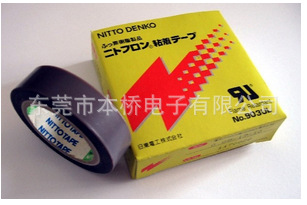 NITTO DENKO
ふっ素樹脂製品
ニトフロン®粘着テープ
东莞市本桥电子有限公司
No.903UL
日東電工株式会社
NITTO TAPE